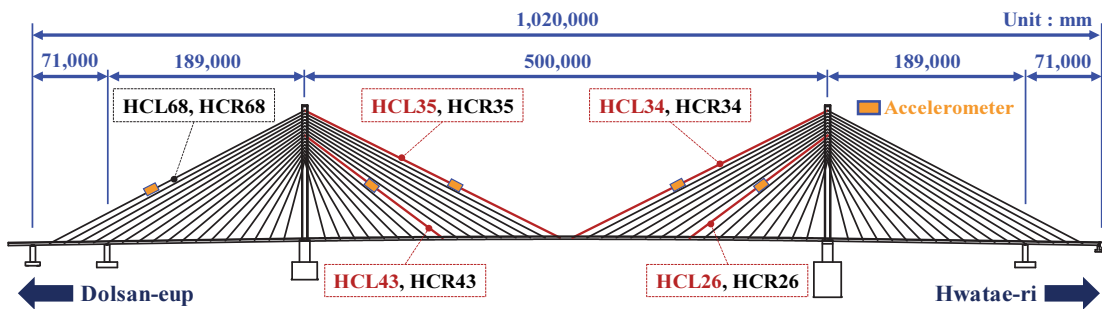 1,020,000
Unit : mm
71,000
189,000
500,000
189,000
71,000
HCL68, HCR68
HCL35, HCR35
HCL34, HCR34
Accelerometer
HCL43, HCR43
HCL26, HCR26
Dolsan-eup
Hwatae-ri